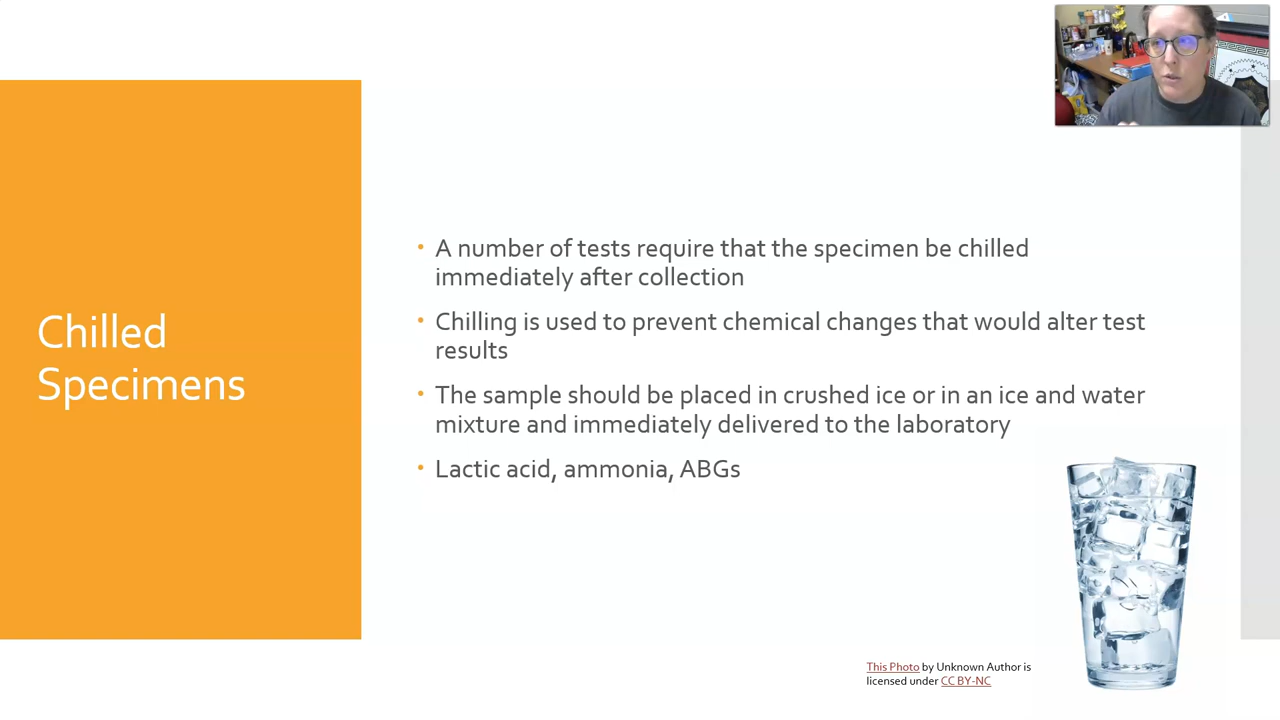 Chilled
Specimens
• A number of tests require that the specimen be chilled
immediately after collection
• Chilling is used to prevent chemical changes that would alter test
results
• The sample should be placed in crushed ice or in an ice and water
mixture and immediately delivered to the laboratory
• Lactic acid, ammonia, ABGs
This Photo by Unknown Author is
licensed under CC BY-NC